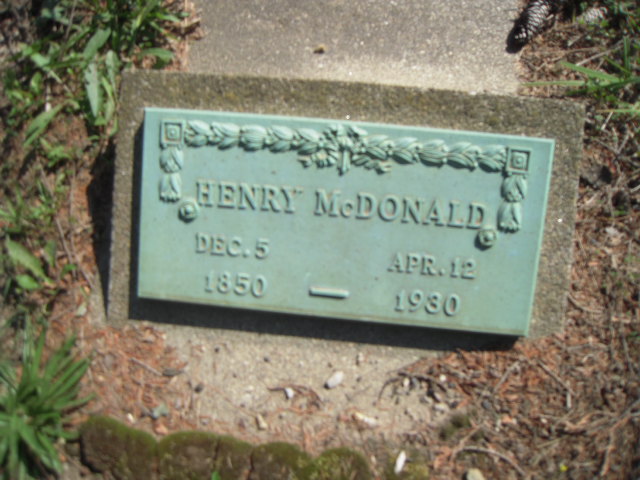 HENRY McDONALD
DEC. 5 APR. 12
1850 — 1930